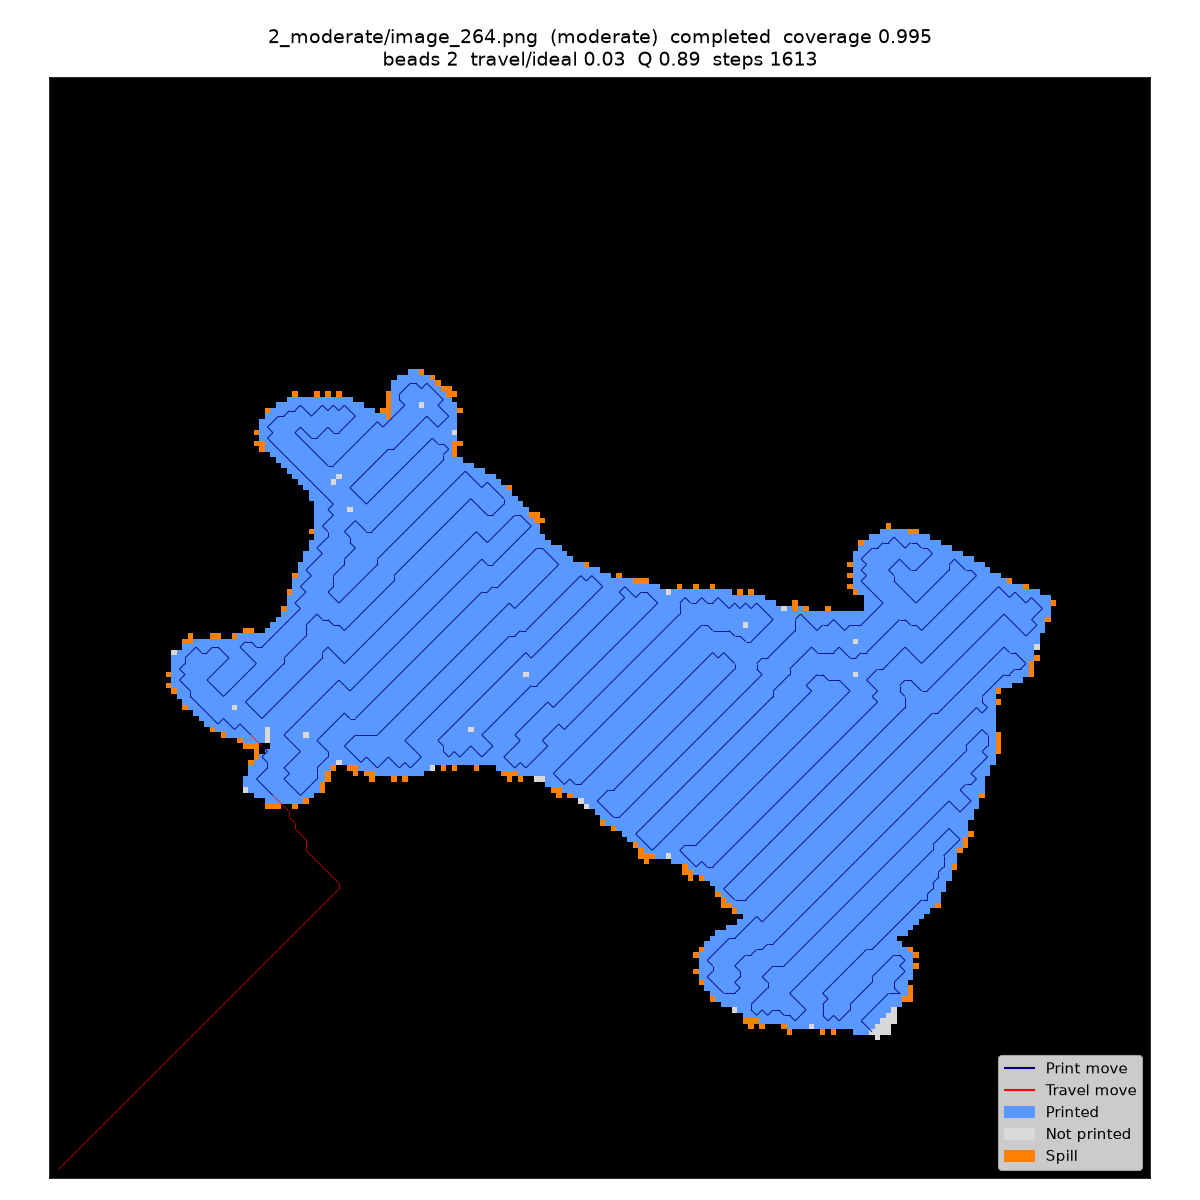 2_moderate/image_264.png  (moderate)  completed  coverage 0.995
beads 2  travel/ideal 0.03  Q 0.89  steps 1613
Print move
Travel move
Printed
Not printed
Spill